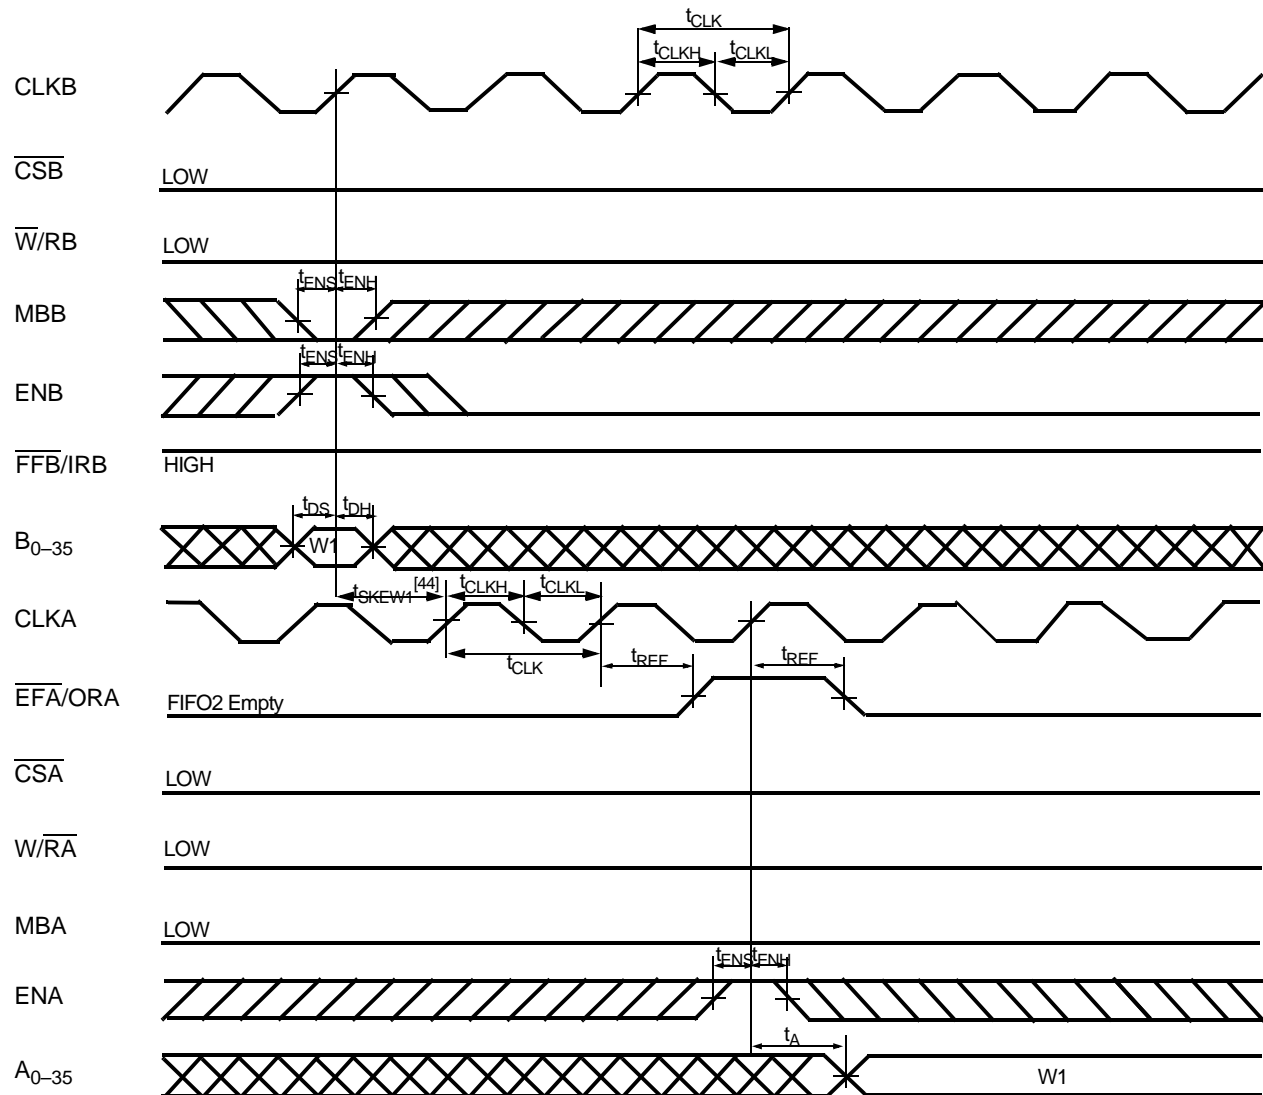 tCLK
tCLKH tCLKL
CLKB
CSB
LOW
W/RB
LOW
tENS tENH
MBB
tENS tENH
ENB
FFB/IRB
HIGH
tDS tDH
B0–35
W1
tSKEW1[44] tCLKH tCLKL
CLKA
tCLK tREF tREF
EFA/ORA
FIFO2 Empty
CSA
LOW
W/RA
LOW
MBA
LOW
tENS tENH
ENA
tA
A0–35
W1